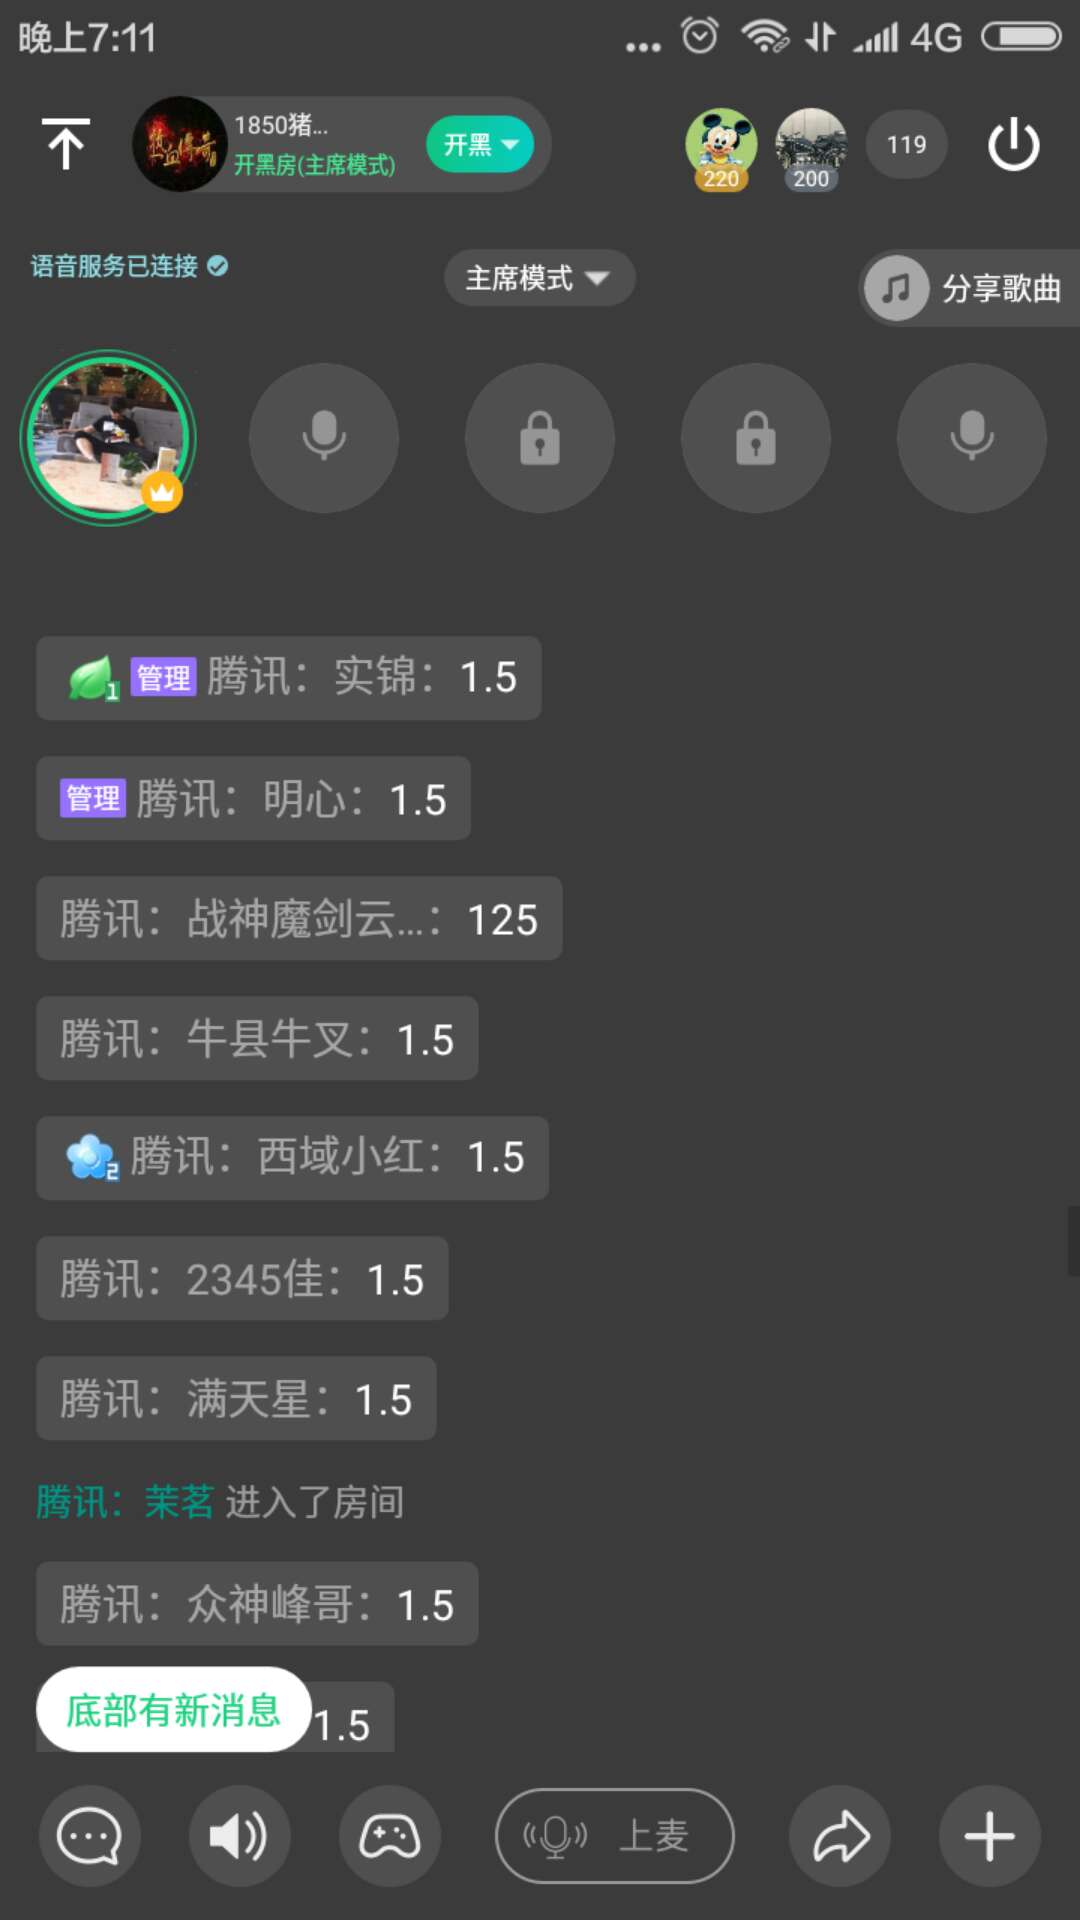 晚上7:11
4G
1850猪...
开黑房(主席模式)
开黑
220
200
119
语音服务已连接
主席模式
分享歌曲
热血传奇
1 管理 腾讯：实锦：1.5
管理 腾讯：明心：1.5
腾讯：战神魔剑云...：125
腾讯：牛县牛叉：1.5
2 腾讯：西域小红：1.5
腾讯：2345佳：1.5
腾讯：满天星：1.5
腾讯：茉茗 进入了房间
腾讯：众神峰哥：1.5
底部有新消息
1.5
上麦